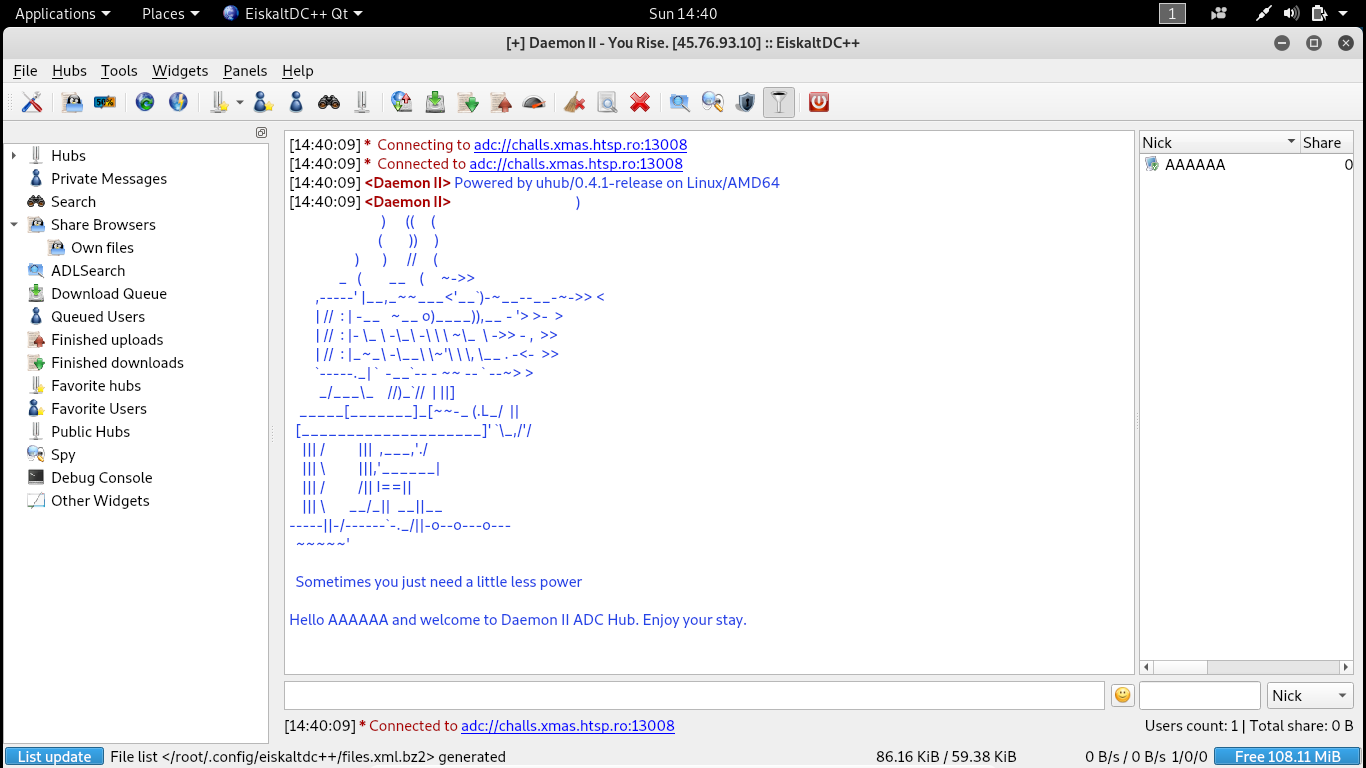 Applications Places EiskaltDC++ Qt Sun 14:40 1
[+] Daemon II - You Rise. [45.76.93.10] :: EiskaltDC++
File Hubs Tools Widgets Panels Help
50%
Hubs
Private Messages
Search
Share Browsers
Own files
ADLSearch
Download Queue
Queued Users
Finished uploads
Finished downloads
Favorite hubs
Favorite Users
Public Hubs
Spy
Debug Console
Other Widgets
[14:40:09] * Connecting to adc://challs.xmas.htsp.ro:13008
[14:40:09] * Connected to adc://challs.xmas.htsp.ro:13008
[14:40:09] <Daemon II> Powered by uhub/0.4.1-release on Linux/AMD64
[14:40:09] <Daemon II>                             )
                      )     ((    (
                     (      ))    )
               )      )     //    (
            _  (       __   (    ~->>
      ,-----' |__,_~~___<'__`)-~__--__-~->> <
      | //  : | -__   ~__ o)____)),__ - '> >-  >
      | //  : |- \_ \ -\_\ -\ \ \ ~\_  \ ->> - ,  >>
      | //  : |_~_\ -\__\ \~'\ \ \, \__ . -<-  >>
      `-----._| `  -__`-- - ~~ -- ` --~> >
       _/___\_    //)_`//  | ||]
  _____[_______]_[~~-_ (.L_/  ||
 [____________________]' `\_,/'/
   ||| /          |||  ,___,'./
   ||| \          |||,'______|
   ||| /          /|| I==||
   ||| \       __/_||  __||__
-----||-/------`-._/||-o--o---o---
  ~~~~~'
Sometimes you just need a little less power
Hello AAAAAA and welcome to Daemon II ADC Hub. Enjoy your stay.
Nick Share
AAAAAA 0
Nick
[14:40:09] * Connected to adc://challs.xmas.htsp.ro:13008
Users count: 1 | Total share: 0 B
List update File list </root/.config/eiskaltdc++/files.xml.bz2> generated 86.16 KiB / 59.38 KiB 0 B/s / 0 B/s 1/0/0 Free 108.11 MiB